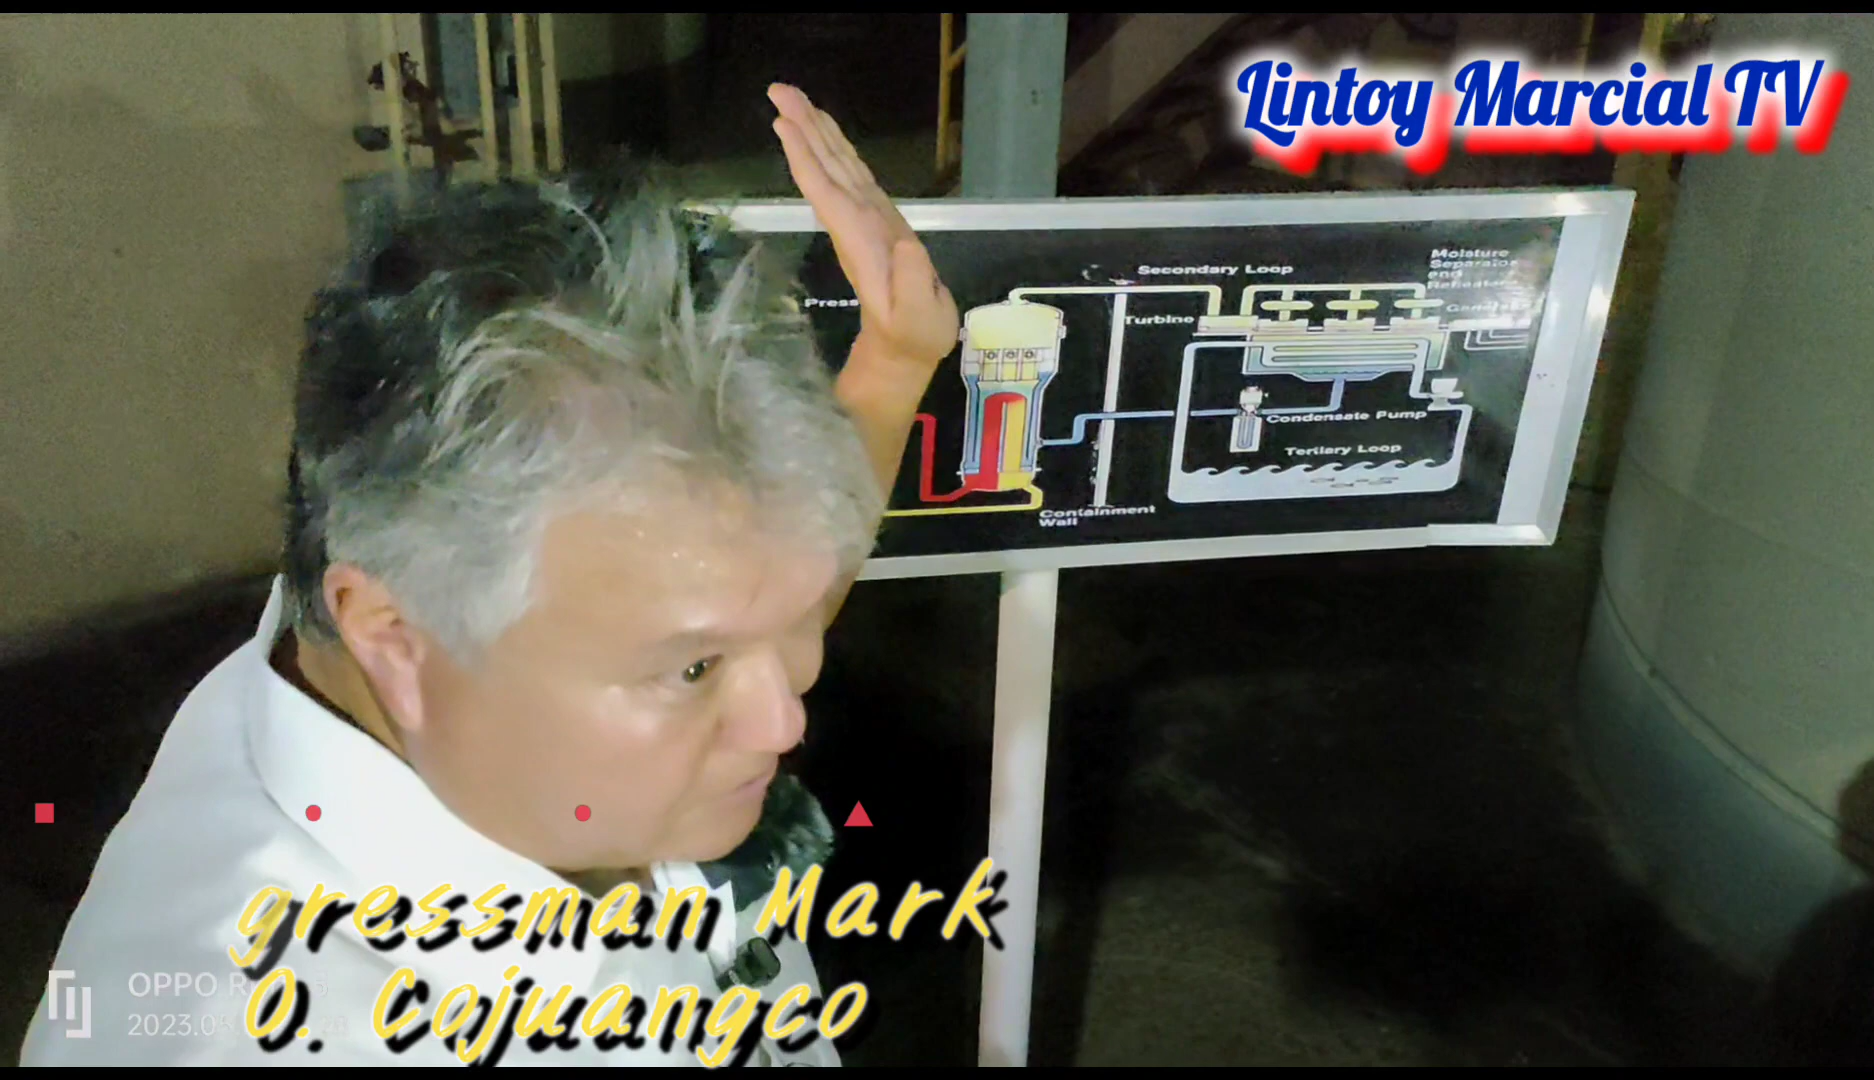 Lintoy Marcial TV
Moisture
Separator
and
Reheater
Secondary Loop
Turbine
Condensate Pump
Tertiary Loop
Containment
Wall
gressman Mark
O. Cojuangco
OPPO